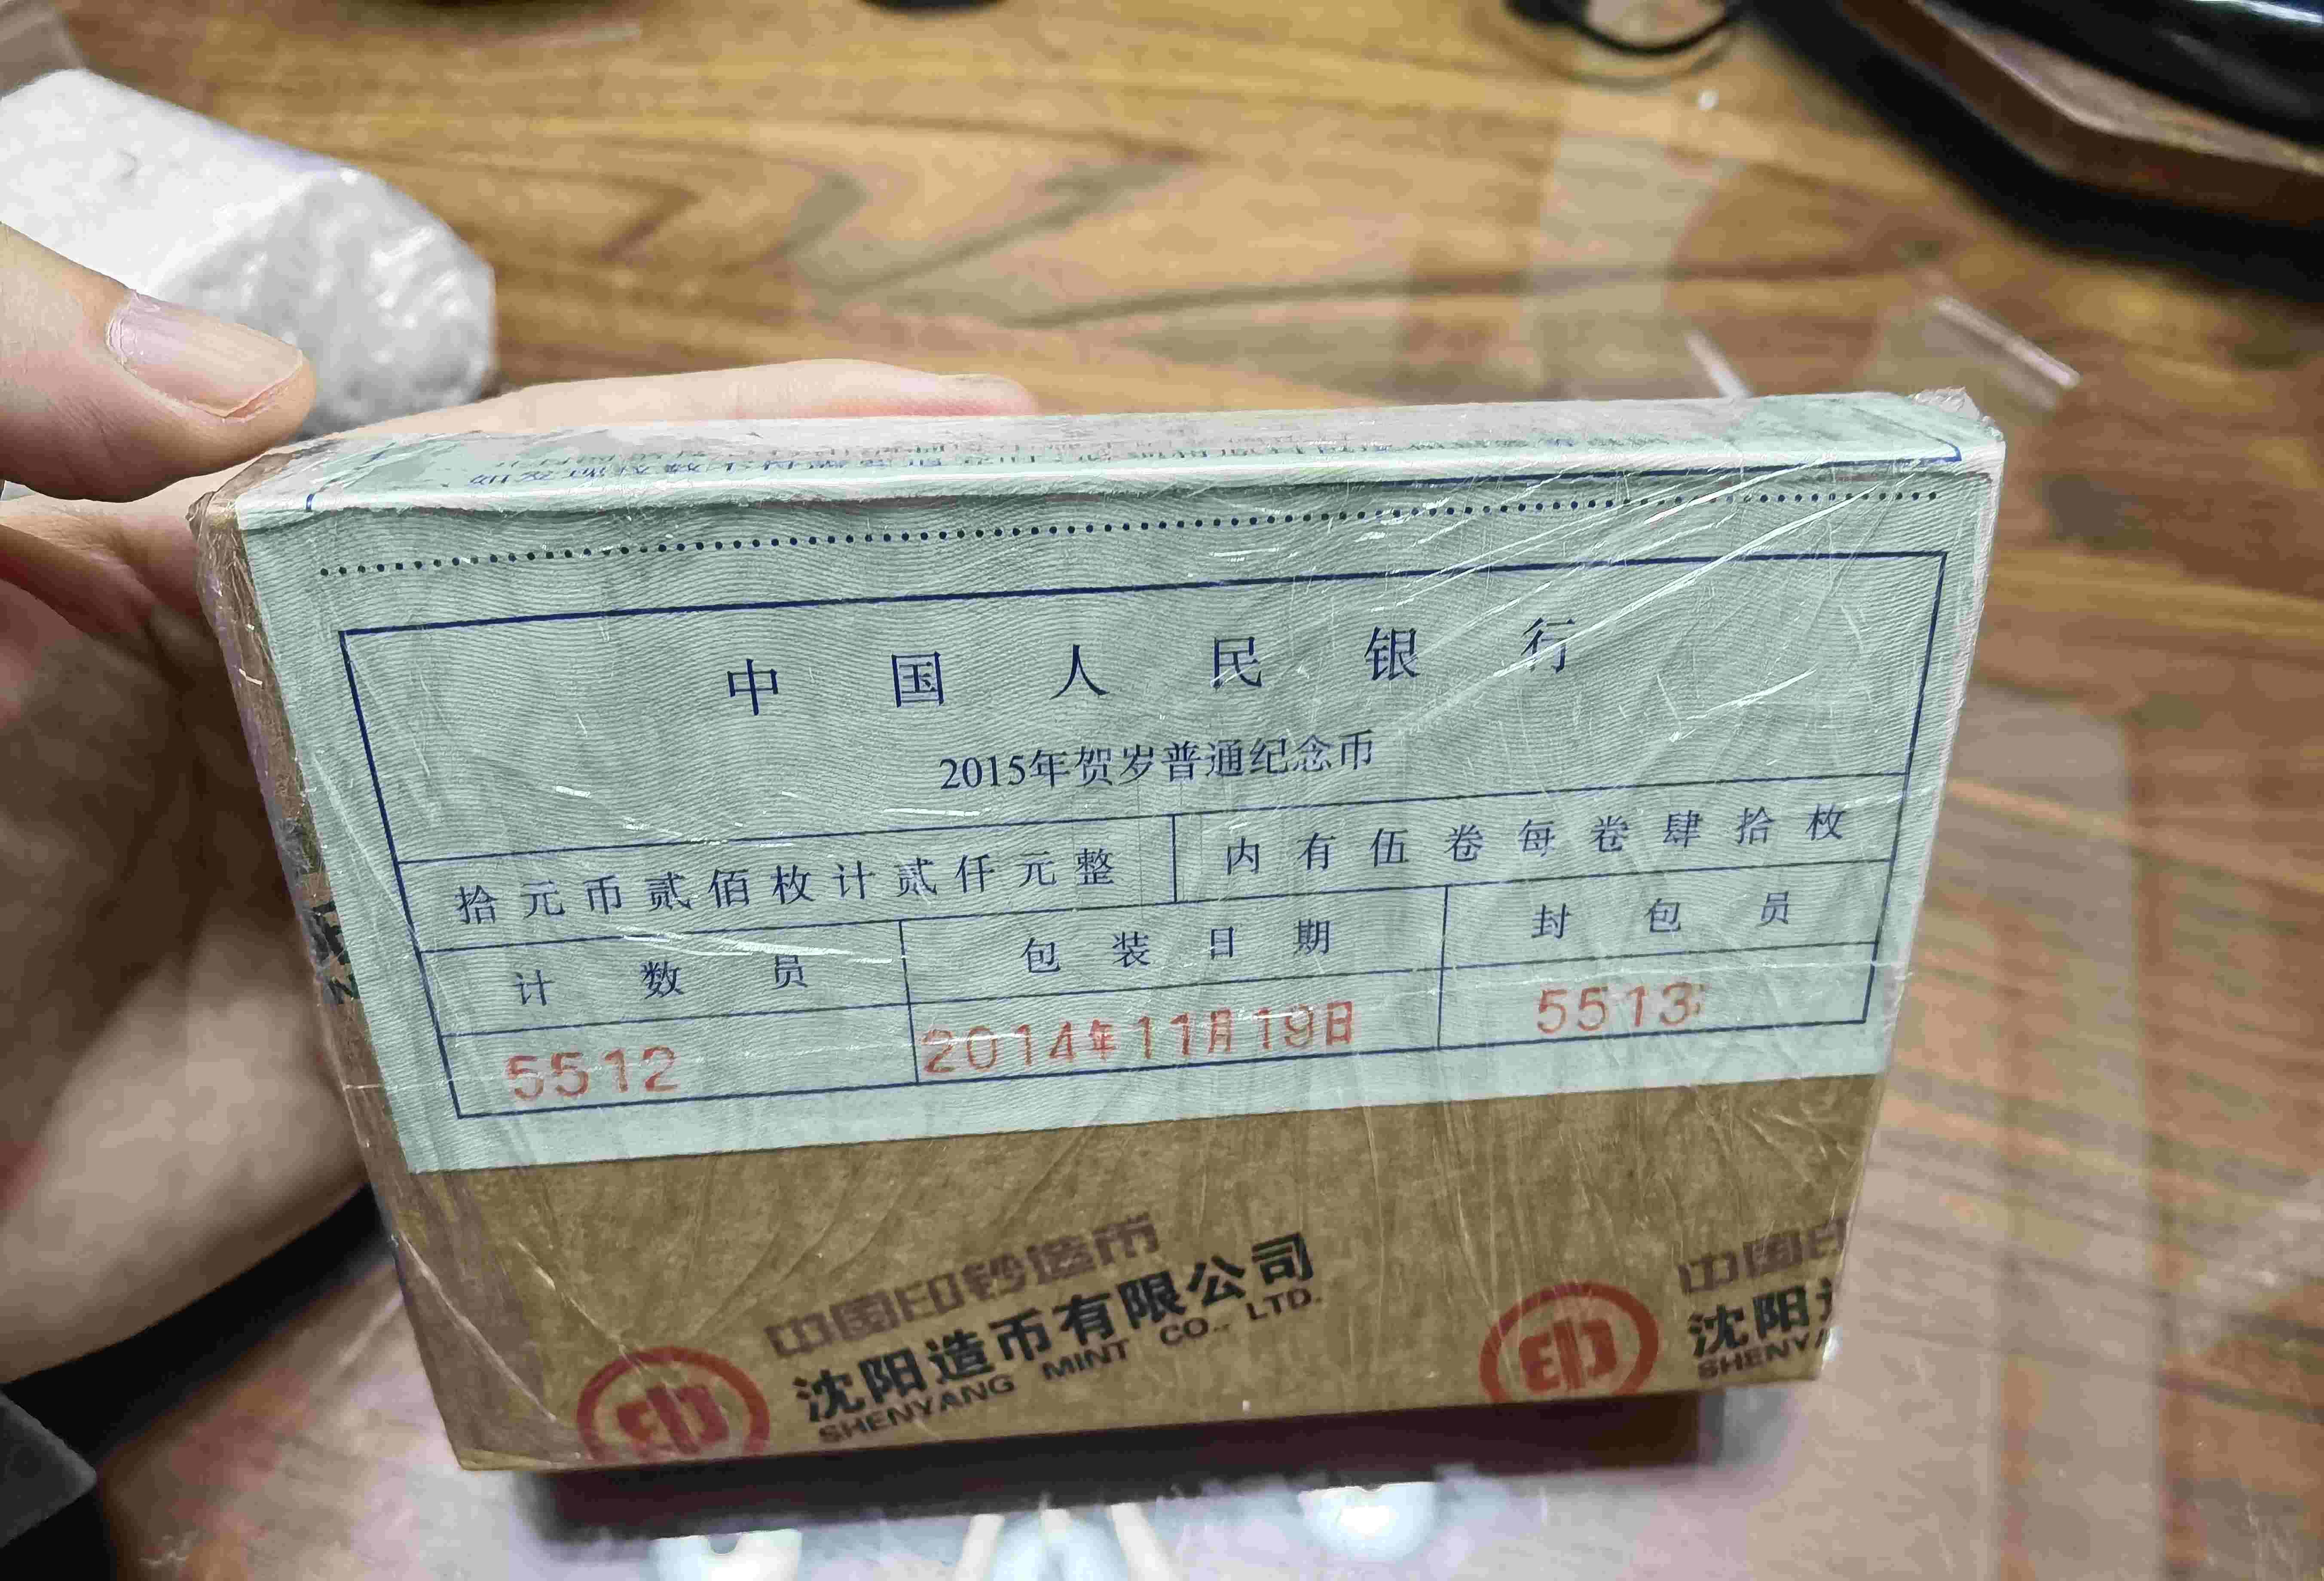 中国人民银行
2015年贺岁普通纪念币
拾元币贰佰枚计贰仟元整 内有伍卷每卷肆拾枚
计数员 包装日期 封包员
5512 2014年11月19日 5513
中国印钞造币
沈阳造币有限公司
SHENYANG MINT CO., LTD.
中国印
沈阳造
SHENYA